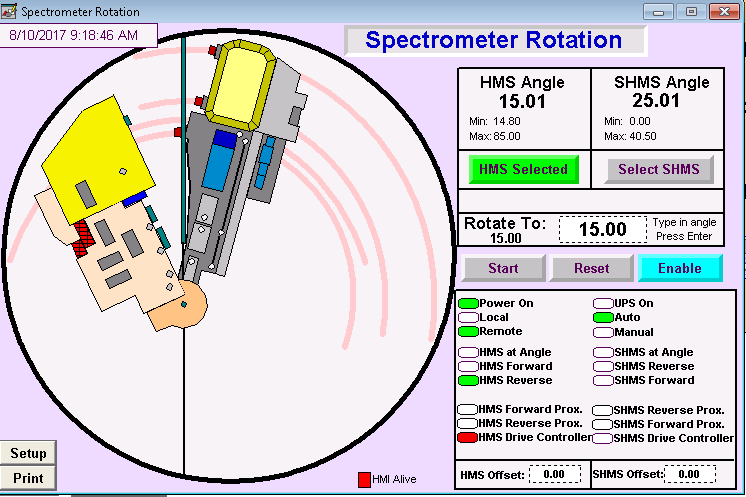 Spectrometer Rotation
8/10/2017 9:18:46 AM
Spectrometer Rotation
HMS Angle
15.01
Min: 14.80
Max: 85.00
SHMS Angle
25.01
Min: 0.00
Max: 40.50
HMS Selected
Select SHMS
Rotate To:
15.00
15.00
Type in angle
Press Enter
Start
Reset
Enable
Power On
Local
Remote
UPS On
Auto
Manual
HMS at Angle
HMS Forward
HMS Reverse
SHMS at Angle
SHMS Reverse
SHMS Forward
HMS Forward Prox.
HMS Reverse Prox.
HMS Drive Controller
SHMS Reverse Prox.
SHMS Forward Prox.
SHMS Drive Controller
HMS Offset: 0.00
SHMS Offset: 0.00
Setup
Print
HMI Alive